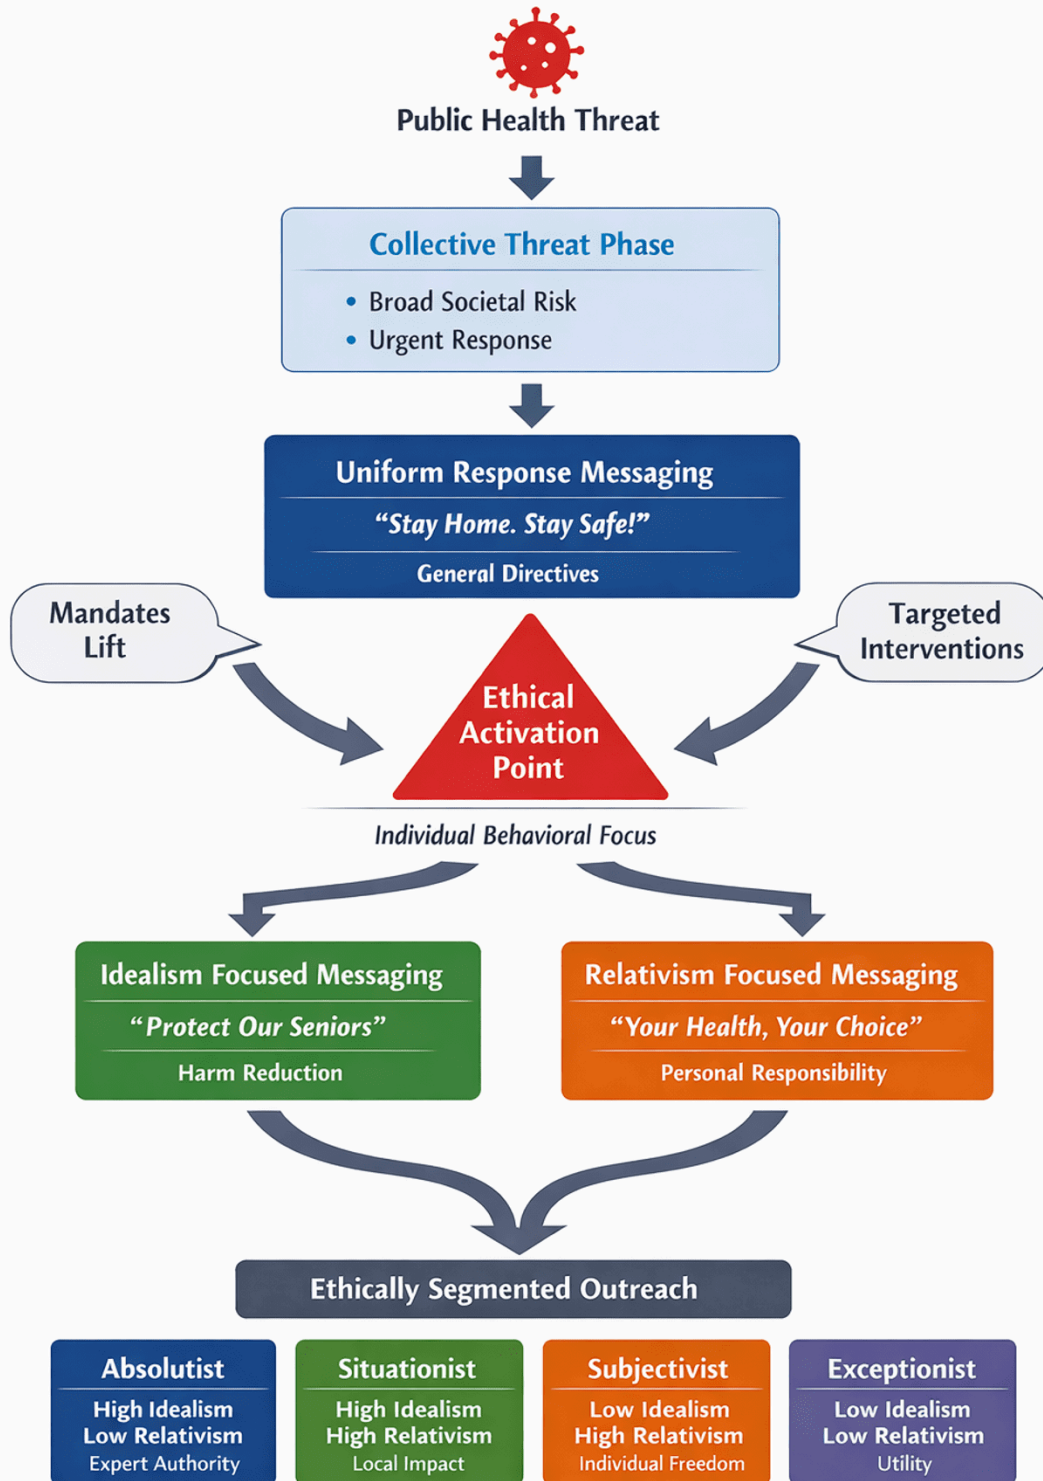 Public Health Threat
Collective Threat Phase
• Broad Societal Risk
• Urgent Response
Uniform Response Messaging
“Stay Home. Stay Safe!”
General Directives
Mandates
Lift
Targeted
Interventions
Ethical
Activation
Point
Individual Behavioral Focus
Idealism Focused Messaging
“Protect Our Seniors”
Harm Reduction
Relativism Focused Messaging
“Your Health, Your Choice”
Personal Responsibility
Ethically Segmented Outreach
Absolutist
High Idealism
Low Relativism
Expert Authority
Situationist
High Idealism
High Relativism
Local Impact
Subjectivist
Low Idealism
High Relativism
Individual Freedom
Exceptionist
Low Idealism
Low Relativism
Utility